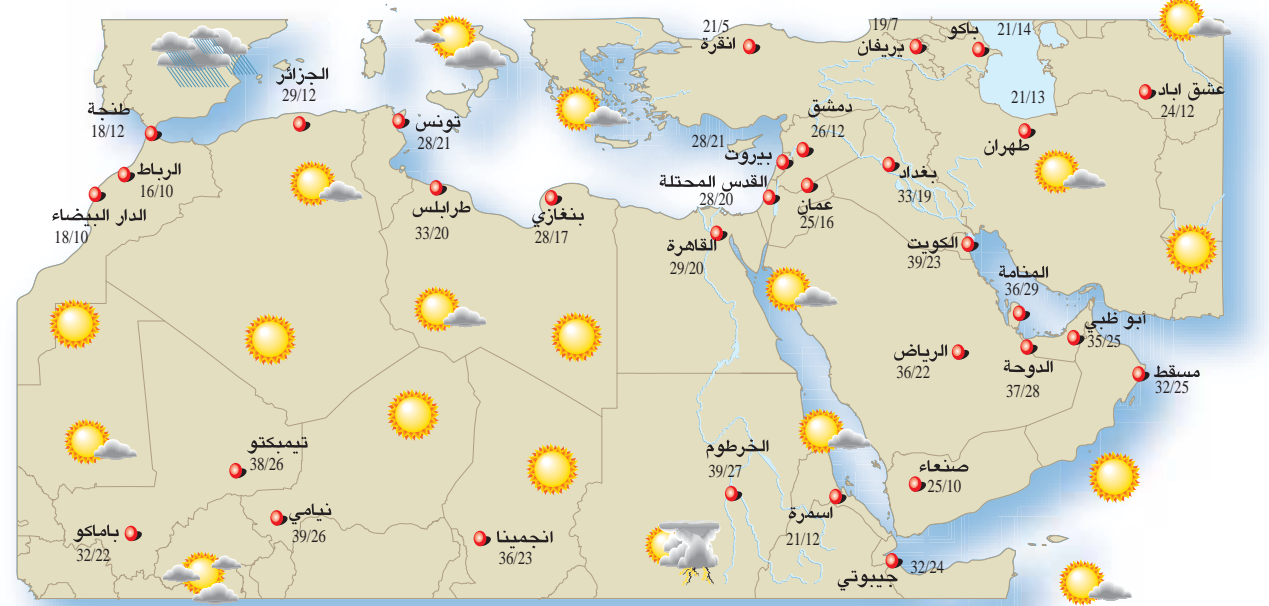 21/5
انقرة
19/7
يريفان
باكو
21/14
21/13
عشق اباد
24/12
طهران
الجزائر
29/12
طنجة
18/12
الرباط
16/10
الدار البيضاء
18/10
تونس
28/21
طرابلس
33/20
بنغازي
28/17
دمشق
26/12
28/21
بيروت
القدس المحتلة
28/20
عمان
25/16
بغداد
33/19
القاهرة
29/20
الكويت
39/23
المنامة
36/29
أبو ظبي
35/25
الرياض
36/22
الدوحة
37/28
مسقط
32/25
تيمبكتو
38/26
الخرطوم
39/27
صنعاء
25/10
اسمرة
21/12
نيامي
39/26
باماكو
32/22
انجمينا
36/23
جيبوتي
32/24